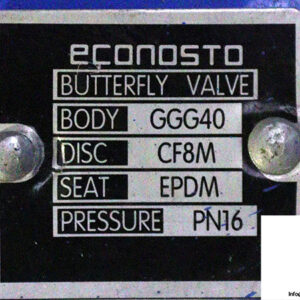 econosto
BUTTERFLY VALVE
BODY GGG40
DISC CF8M
SEAT EPDM
PRESSURE PN16